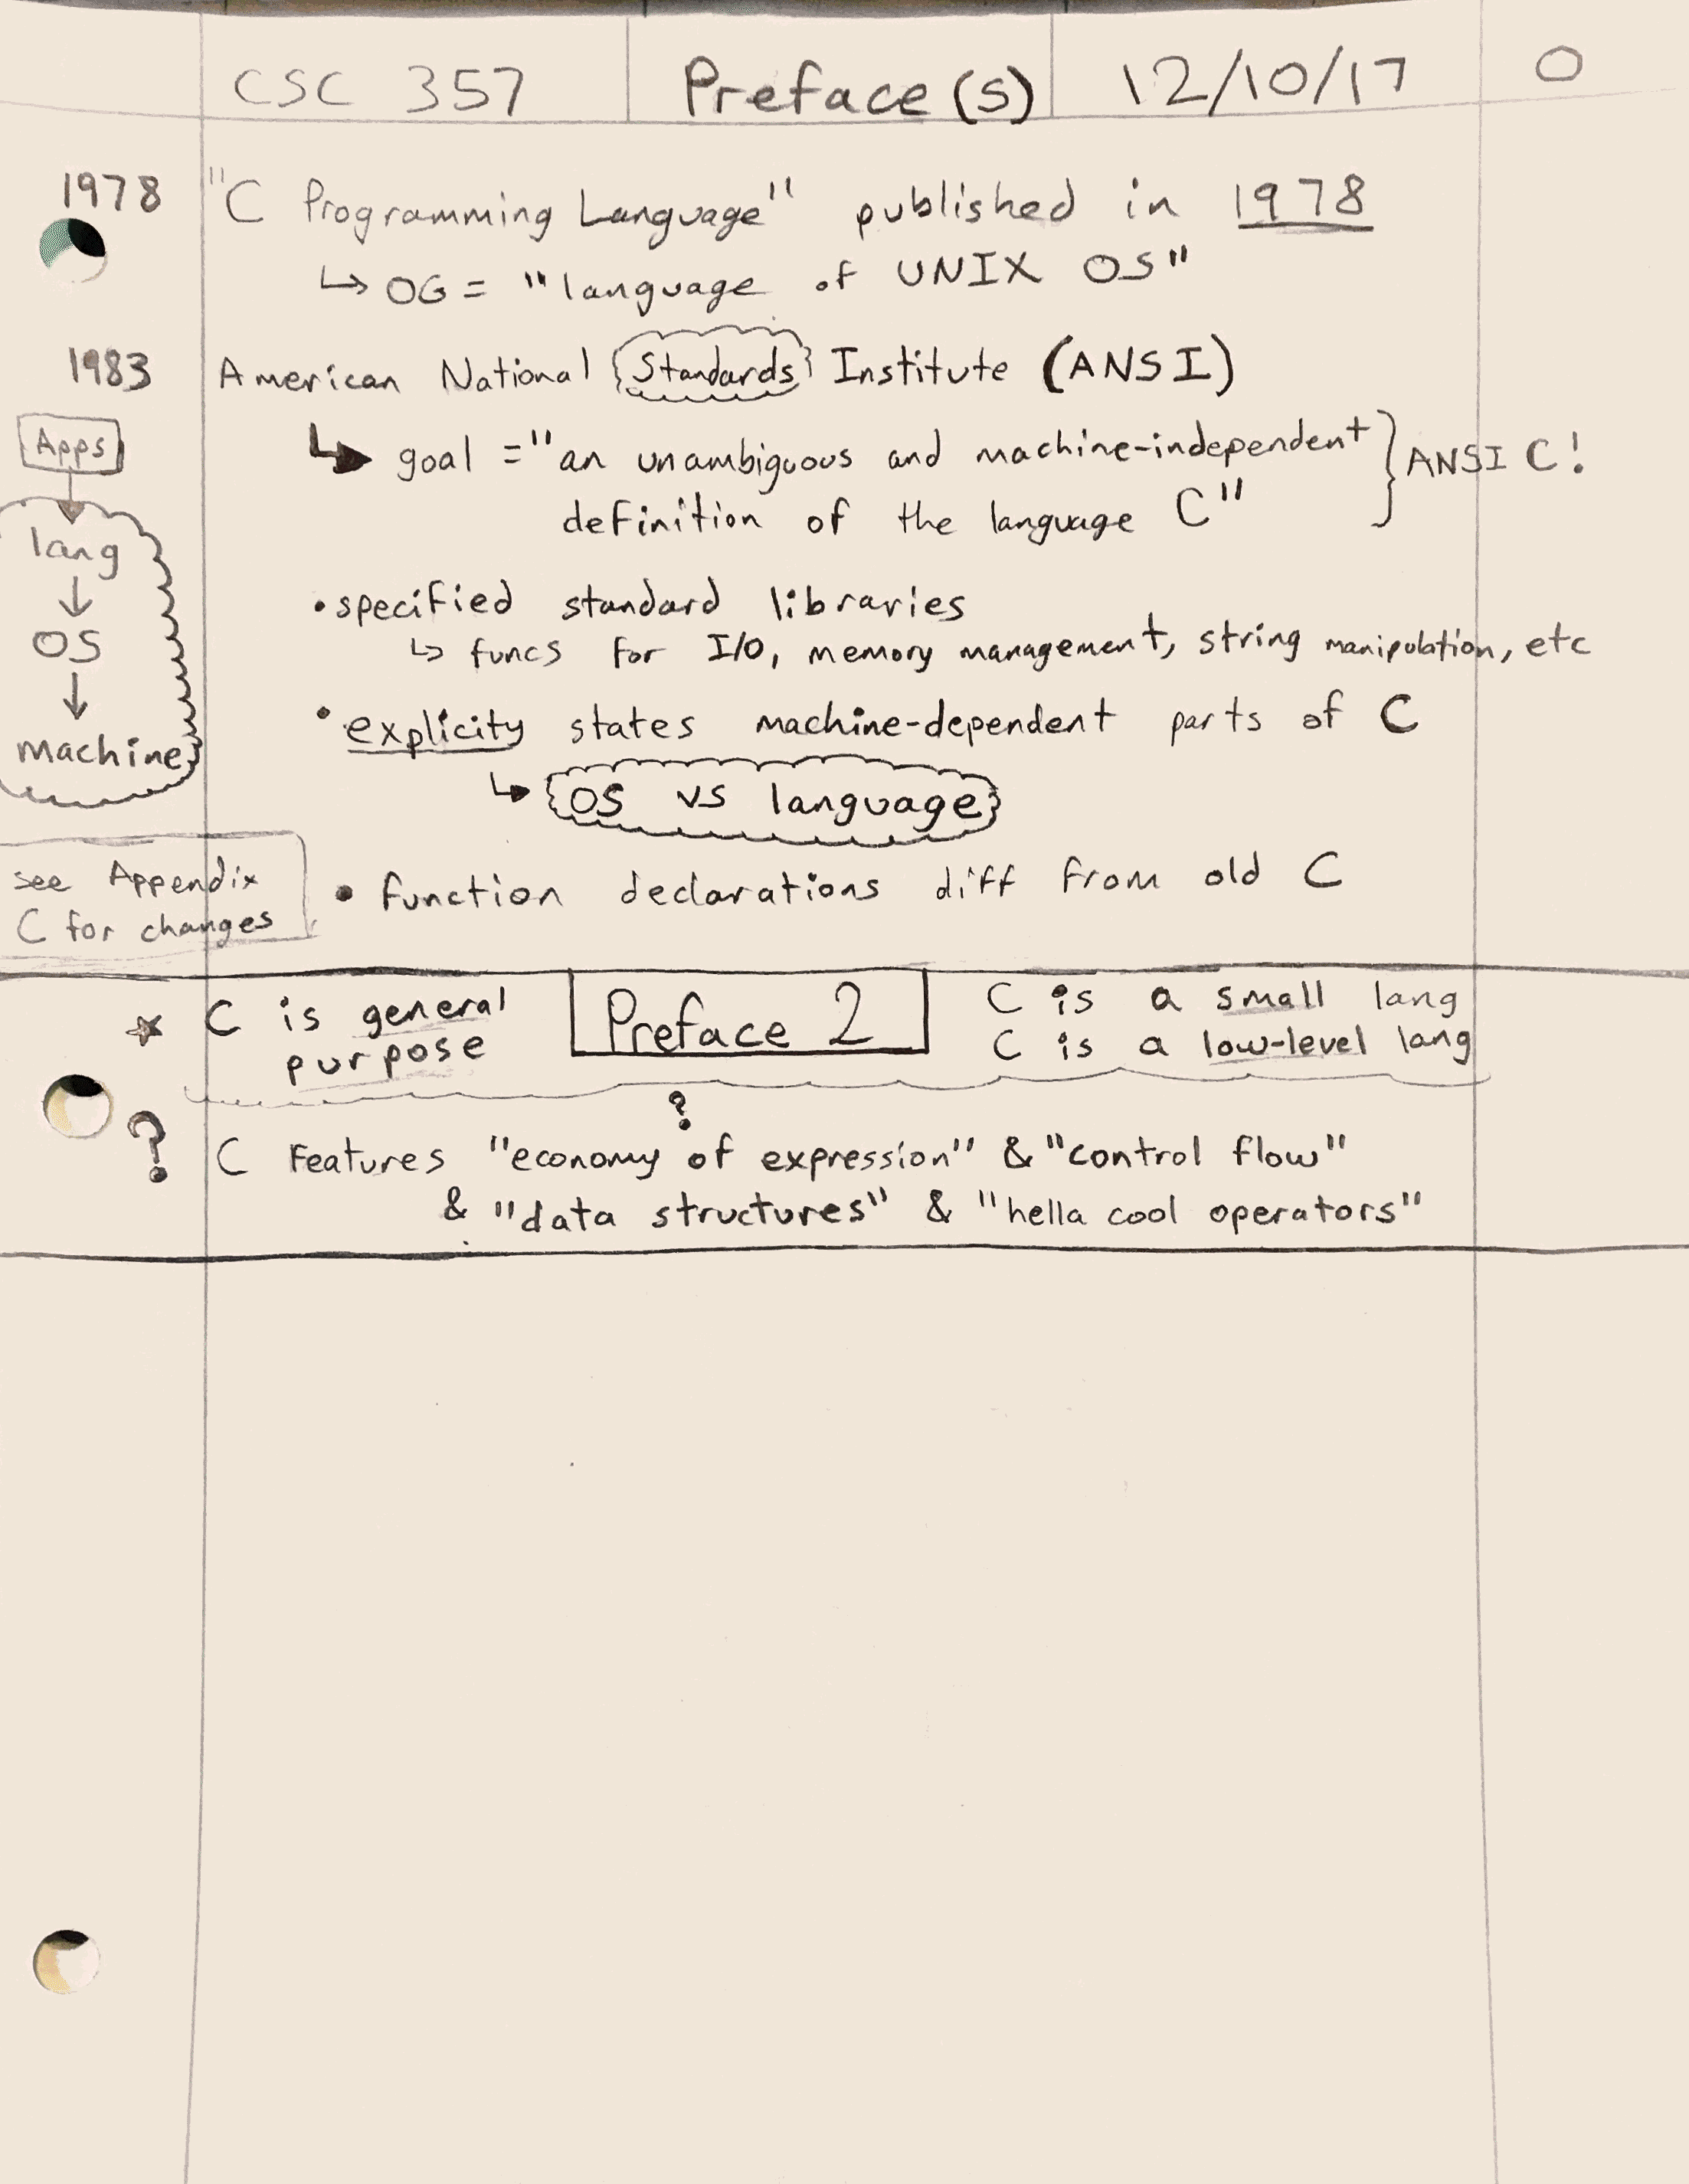 CSC 357 Preface(s) 12/10/17 0
1978 "C Programming Language" published in 1978
↳ OG = "language of UNIX OS"
1983 American National Standards Institute (ANSI)
↳ goal = "an unambiguous and machine-independent } ANSI C!
definition of the language C"
Apps
lang
↓
OS
↓
machine
• specified standard libraries
↳ funcs for I/O, memory management, string manipulation, etc
• explicity states machine-dependent parts of C
↳ OS vs language
see Appendix
C for changes
• function declarations diff from old C
☆ C is general
purpose
Preface 2
C is a small lang
C is a low-level lang
?
? C Features "economy of expression" & "control flow"
& "data structures" & "hella cool operators"